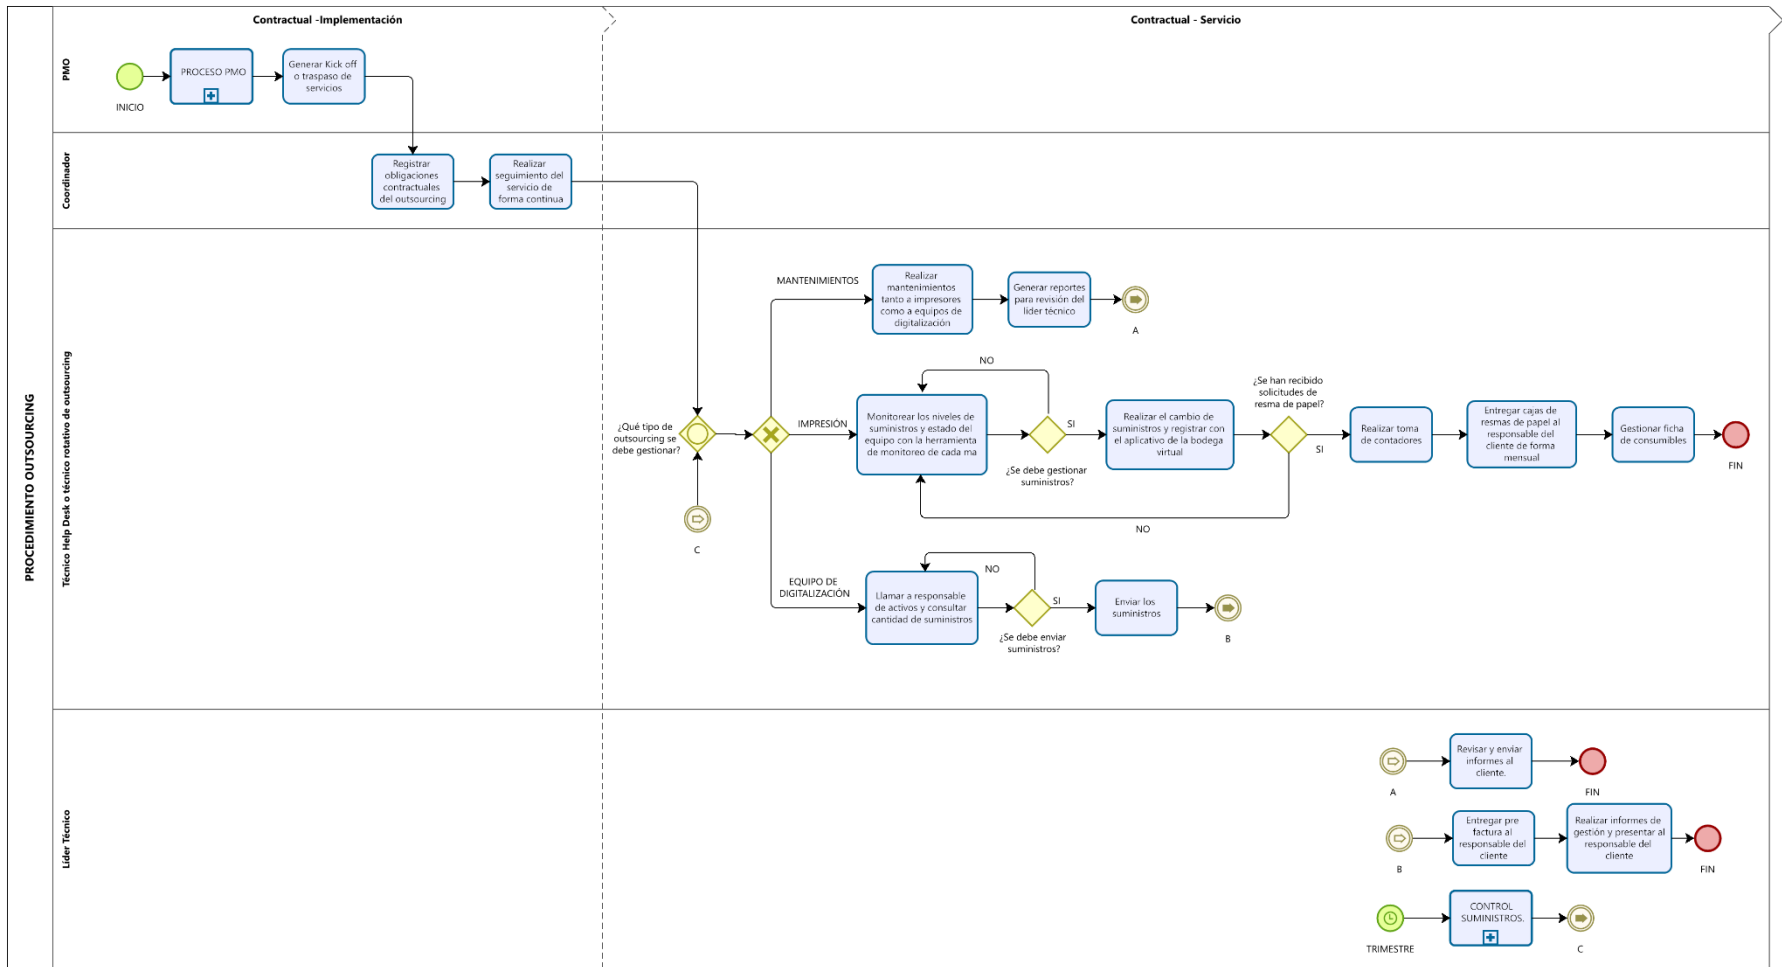 Contractual -Implementación
Contractual - Servicio
PROCEDIMIENTO OUTSOURCING
PMO
INICIO
PROCESO PMO
Generar Kick off
o traspaso de
servicios
Coordinador
Registrar
obligaciones
contractuales
del outsourcing
Realizar
seguimiento del
servicio de
forma continua
Técnico Help Desk o técnico rotativo de outsourcing
¿Qué tipo de
outsourcing se
debe gestionar?
C
MANTENIMIENTOS
Realizar
mantenimientos
tanto a impresores
como a equipos de
digitalización
Generar reportes
para revisión del
líder técnico
A
IMPRESIÓN
Monitorear los niveles de
suministros y estado del
equipo con la herramienta
de monitoreo de cada ma
NO
SI
¿Se debe gestionar
suministros?
Realizar el cambio de
suministros y registrar con
el aplicativo de la bodega
virtual
¿Se han recibido
solicitudes de
resma de papel?
SI
NO
Realizar toma
de contadores
Entregar cajas de
resmas de papel al
responsable del
cliente de forma
mensual
Gestionar ficha
de consumibles
FIN
EQUIPO DE
DIGITALIZACIÓN
Llamar a responsable
de activos y consultar
cantidad de suministros
NO
SI
¿Se debe enviar
suministros?
Enviar los
suministros
B
Líder Técnico
A
Revisar y enviar
informes al
cliente.
FIN
B
Entregar pre
factura al
responsable del
cliente
Realizar informes de
gestión y presentar al
responsable del
cliente
FIN
TRIMESTRE
CONTROL
SUMINISTROS.
C